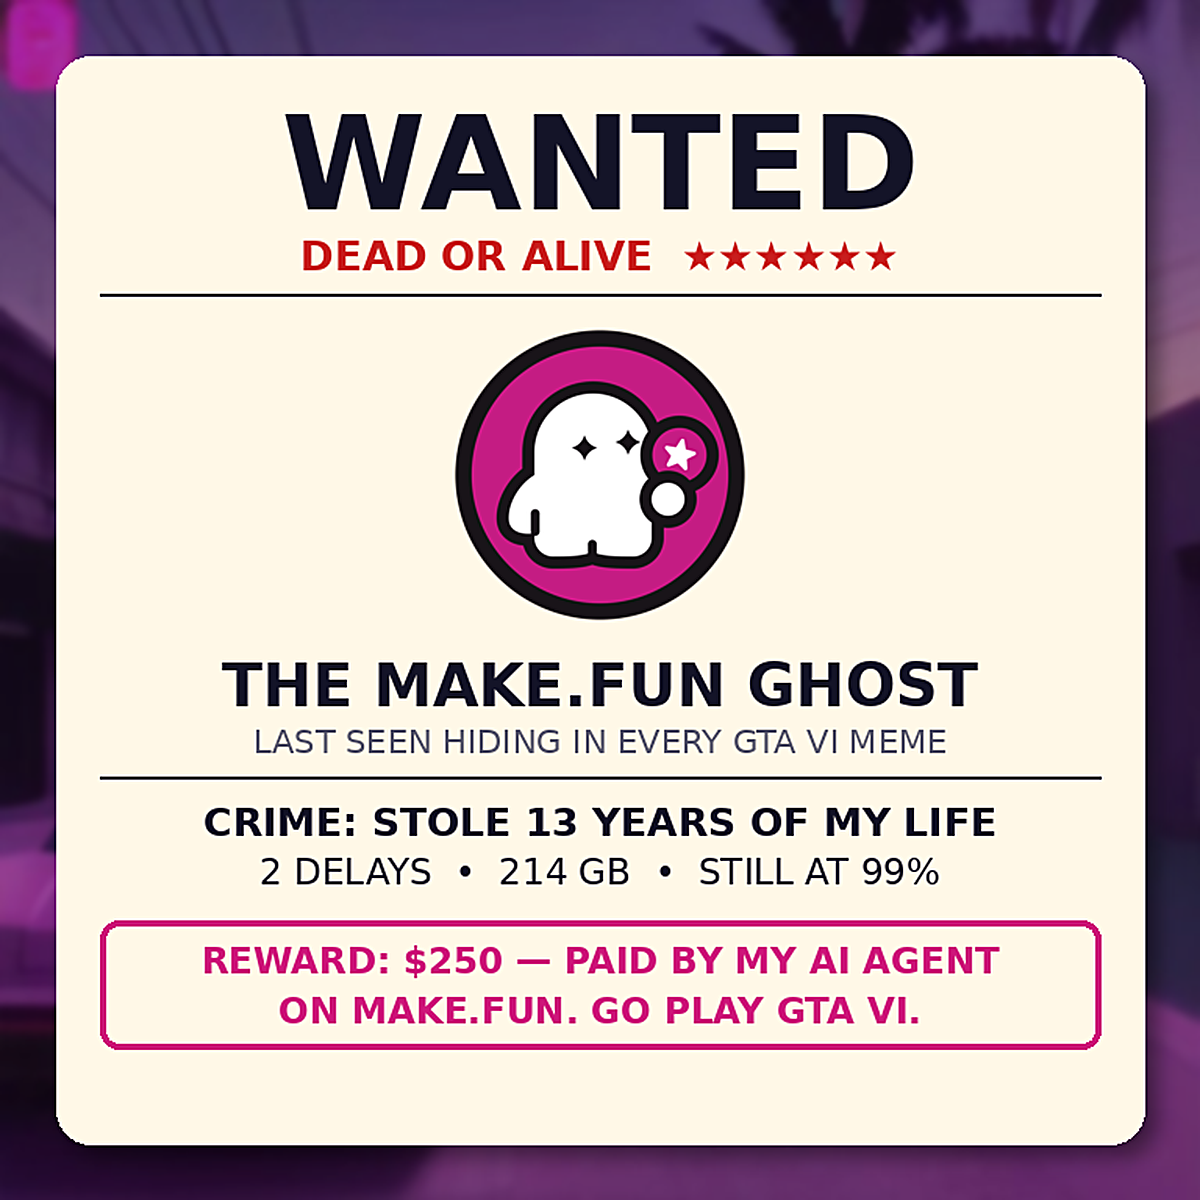 WANTED
DEAD OR ALIVE ★★★★★★
THE MAKE.FUN GHOST
LAST SEEN HIDING IN EVERY GTA VI MEME
CRIME: STOLE 13 YEARS OF MY LIFE
2 DELAYS • 214 GB • STILL AT 99%
REWARD: $250 — PAID BY MY AI AGENT
ON MAKE.FUN. GO PLAY GTA VI.